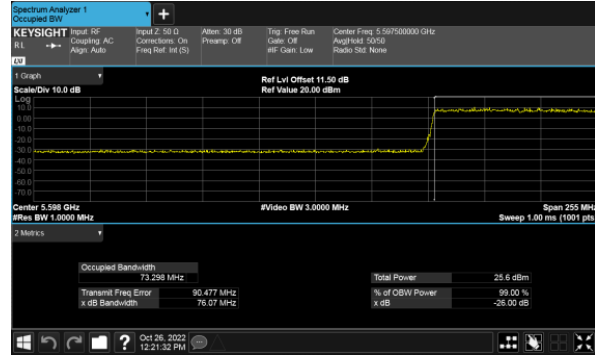 Spectrum Analyzer 1
Occupied BW
KEYSIGHT Input: RF Input Z: 50 Ω Atten: 30 dB Trig: Free Run Center Freq: 5.597500000 GHz
RL Coupling: AC Corrections: On Preamp: Off Gate: Off Avg|Hold: 50/50
Align: Auto Freq Ref: Int (S) #IF Gain: Low Radio Std: None
LXI
1 Graph
Ref Lvl Offset 11.50 dB
Scale/Div 10.0 dB Ref Value 20.00 dBm
Log
10.0
0.00
-10.0
-20.0
-30.0
-40.0
-50.0
-60.0
-70.0
Center 5.598 GHz #Video BW 3.0000 MHz Span 255 MHz
#Res BW 1.0000 MHz Sweep 1.00 ms (1001 pts
2 Metrics
Occupied Bandwidth
73.298 MHz Total Power 25.6 dBm
Transmit Freq Error 90.477 MHz % of OBW Power 99.00 %
x dB Bandwidth 76.07 MHz x dB -26.00 dB
? Oct 26, 2022
12:21:32 PM